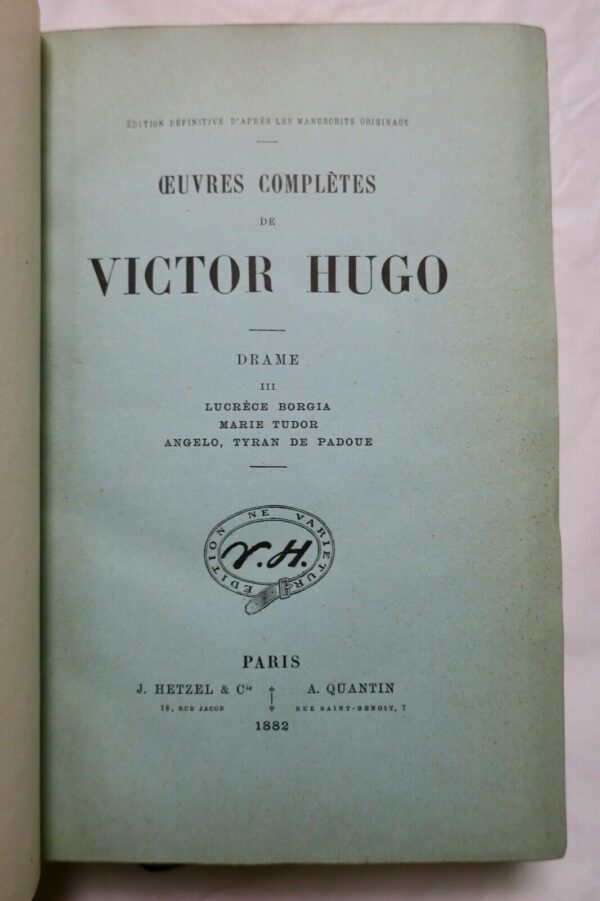 ÉDITION DÉFINITIVE D'APRÈS LES MANUSCRITS ORIGINAUX
ŒUVRES COMPLÈTES
DE
VICTOR HUGO
DRAME
III
LUCRÈCE BORGIA
MARIE TUDOR
ANGELO, TYRAN DE PADOUE
ÉDITION NE VARIETUR
V.H.
PARIS
J. HETZEL & Cie A. QUANTIN
18, RUE JACOB RUE SAINT-BENOIT, 7
1882